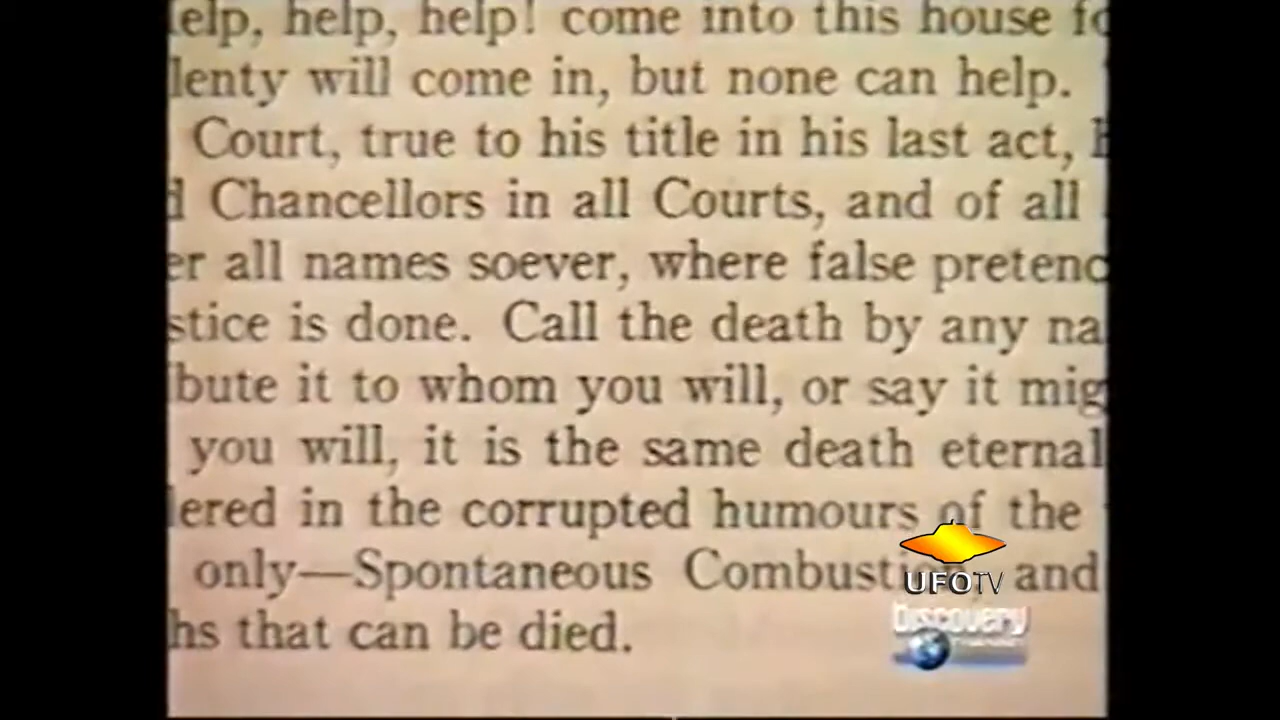 elp, help, help! come into this house fo
lenty will come in, but none can help.
Court, true to his title in his last act,
d Chancellors in all Courts, and of all
er all names soever, where false pretenc
stice is done. Call the death by any na
bute it to whom you will, or say it mig
you will, it is the same death eternal
ered in the corrupted humours of the
only—Spontaneous Combusti and
hs that can be died.
UFOTV
Discovery